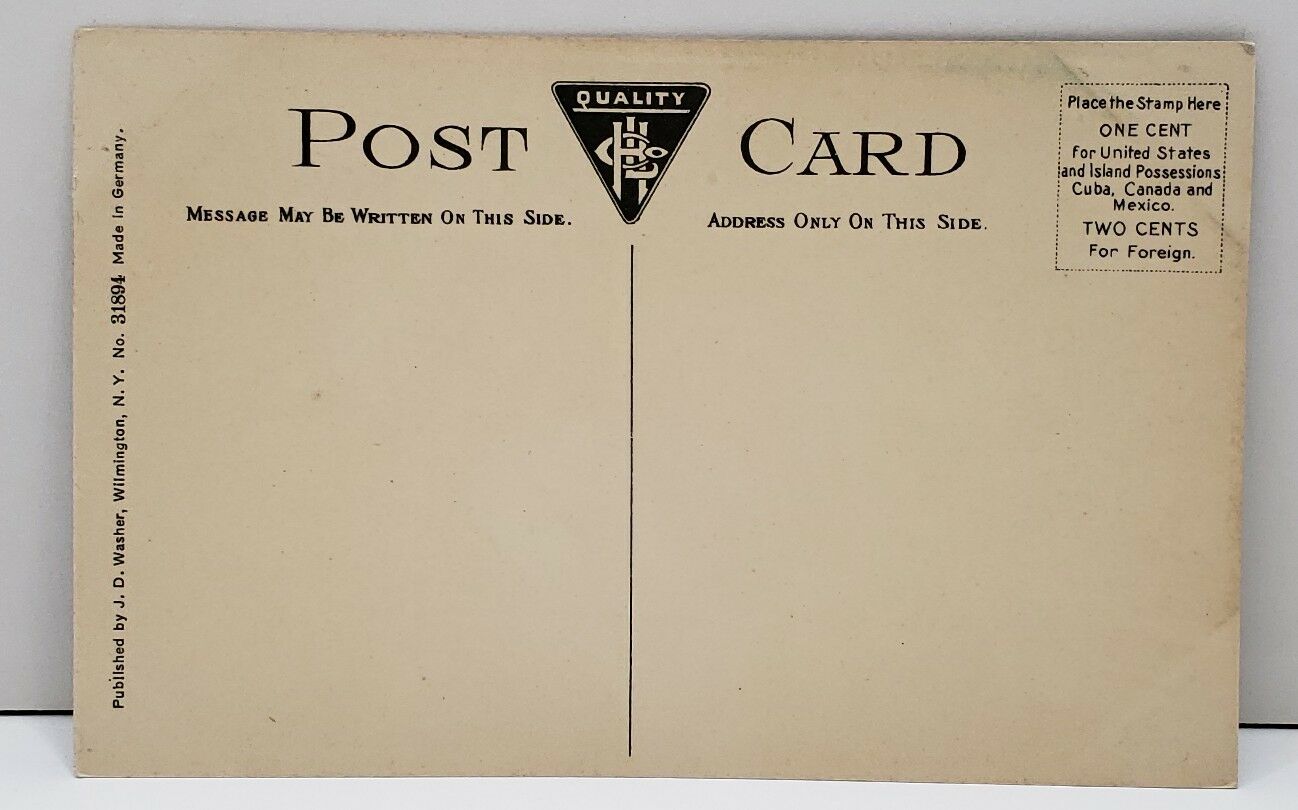 Published by J. D. Washer, Wilmington, N. Y. No. 31894 Made in Germany.
POST CARD
QUALITY
MESSAGE MAY BE WRITTEN ON THIS SIDE.
ADDRESS ONLY ON THIS SIDE.
Place the Stamp Here
ONE CENT
for United States
and Island Possessions
Cuba, Canada and
Mexico.
TWO CENTS
For Foreign.